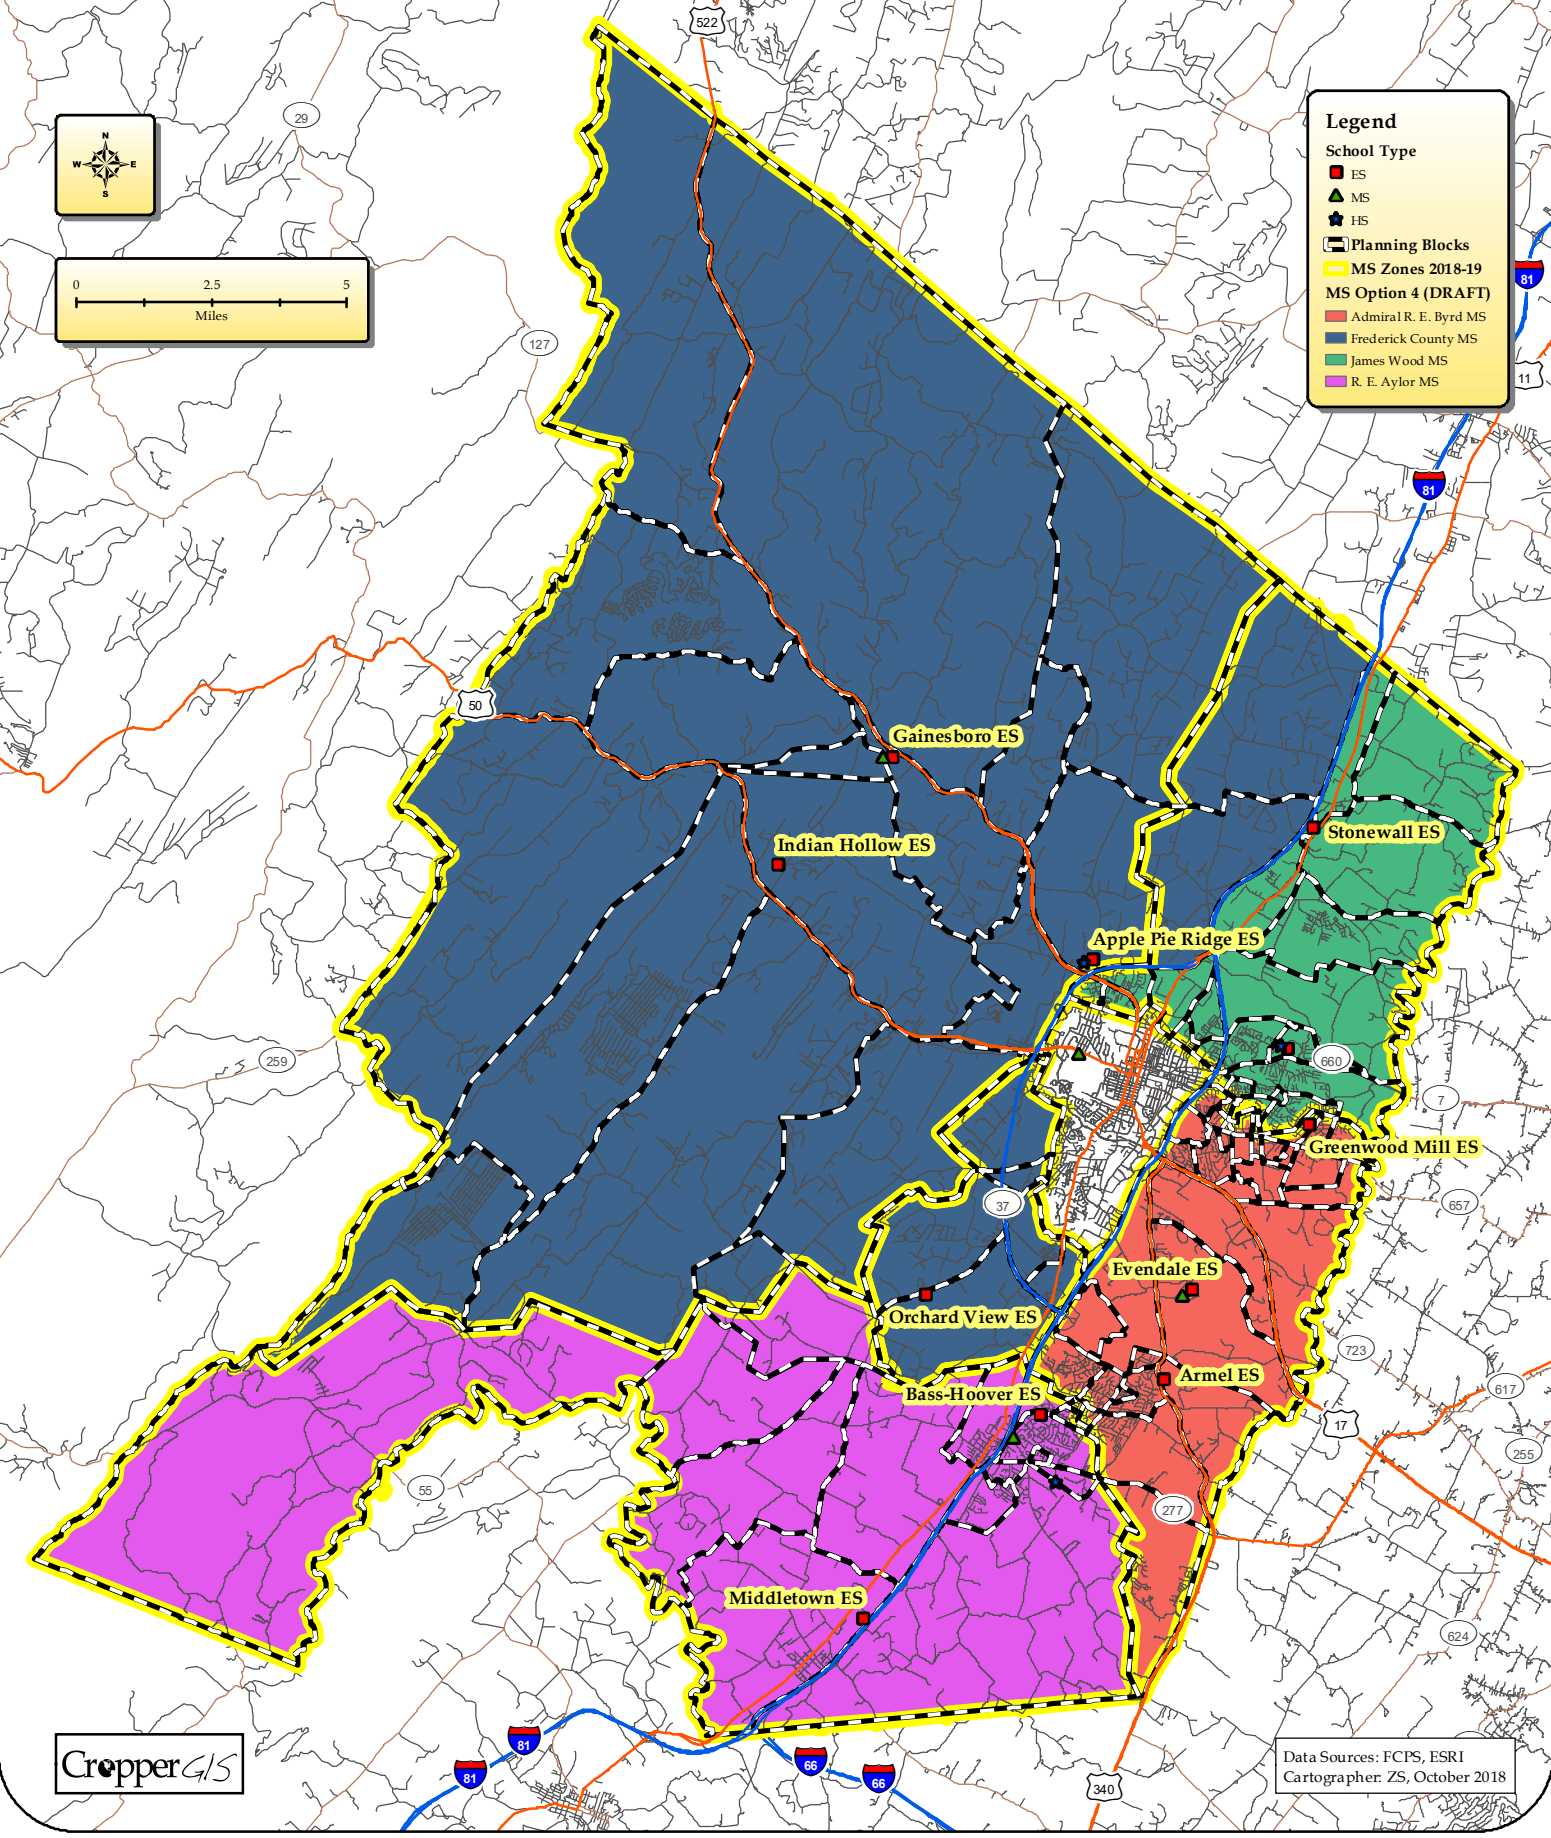 522
29
N
W E
S
0 2.5 5
Miles
127
Legend
School Type
ES
MS
HS
Planning Blocks
MS Zones 2018-19
MS Option 4 (DRAFT)
Admiral R. E. Byrd MS
Frederick County MS
James Wood MS
R. E. Aylor MS
81
11
81
50
Gainesboro ES
Stonewall ES
Indian Hollow ES
Apple Pie Ridge ES
259
660
7
Greenwood Mill ES
37
657
Evendale ES
Orchard View ES
723
Armel ES
617
Bass-Hoover ES
17
255
55
277
Middletown ES
624
81
81
66
66
340
CropperGIS
Data Sources: FCPS, ESRI
Cartographer: ZS, October 2018